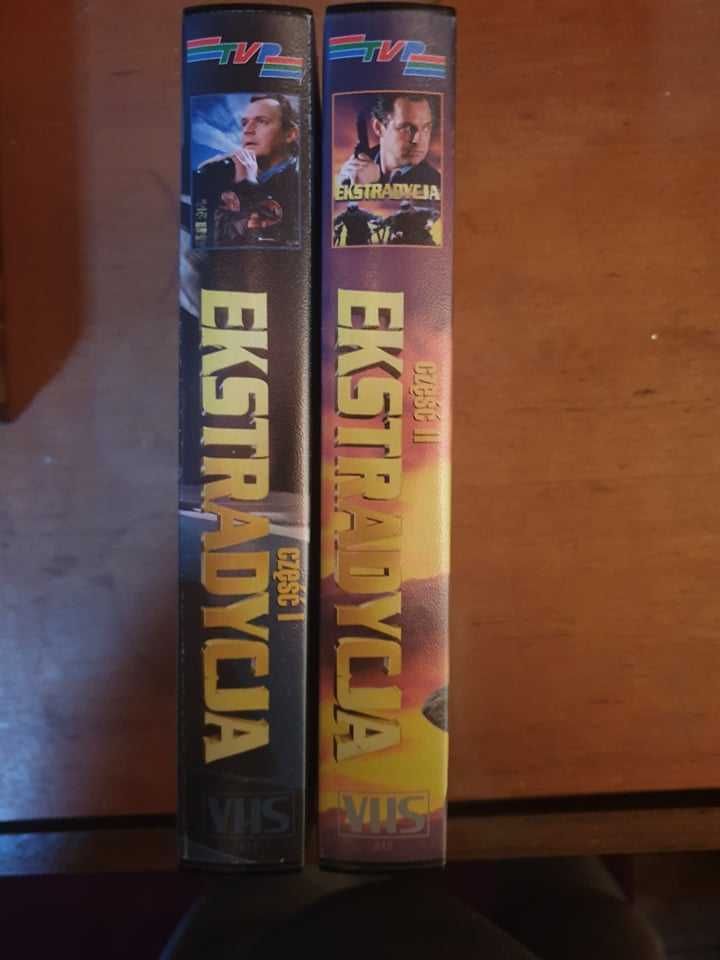 TVP
EKSTRADYCJA
część I
VHS
TVP
EKSTRADYCJA
EKSTRADYCJA
część II
VHS